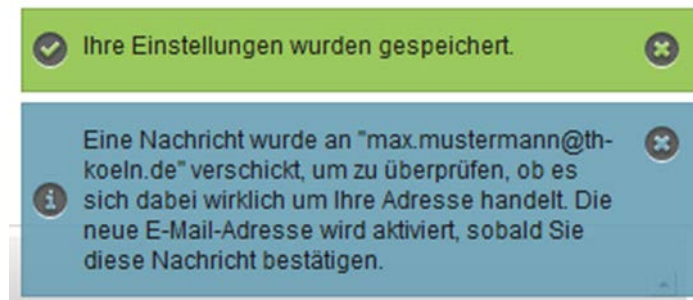 Ihre Einstellungen wurden gespeichert.
Eine Nachricht wurde an "max.mustermann@th-
koeln.de" verschickt, um zu überprüfen, ob es
sich dabei wirklich um Ihre Adresse handelt. Die
neue E-Mail-Adresse wird aktiviert, sobald Sie
diese Nachricht bestätigen.